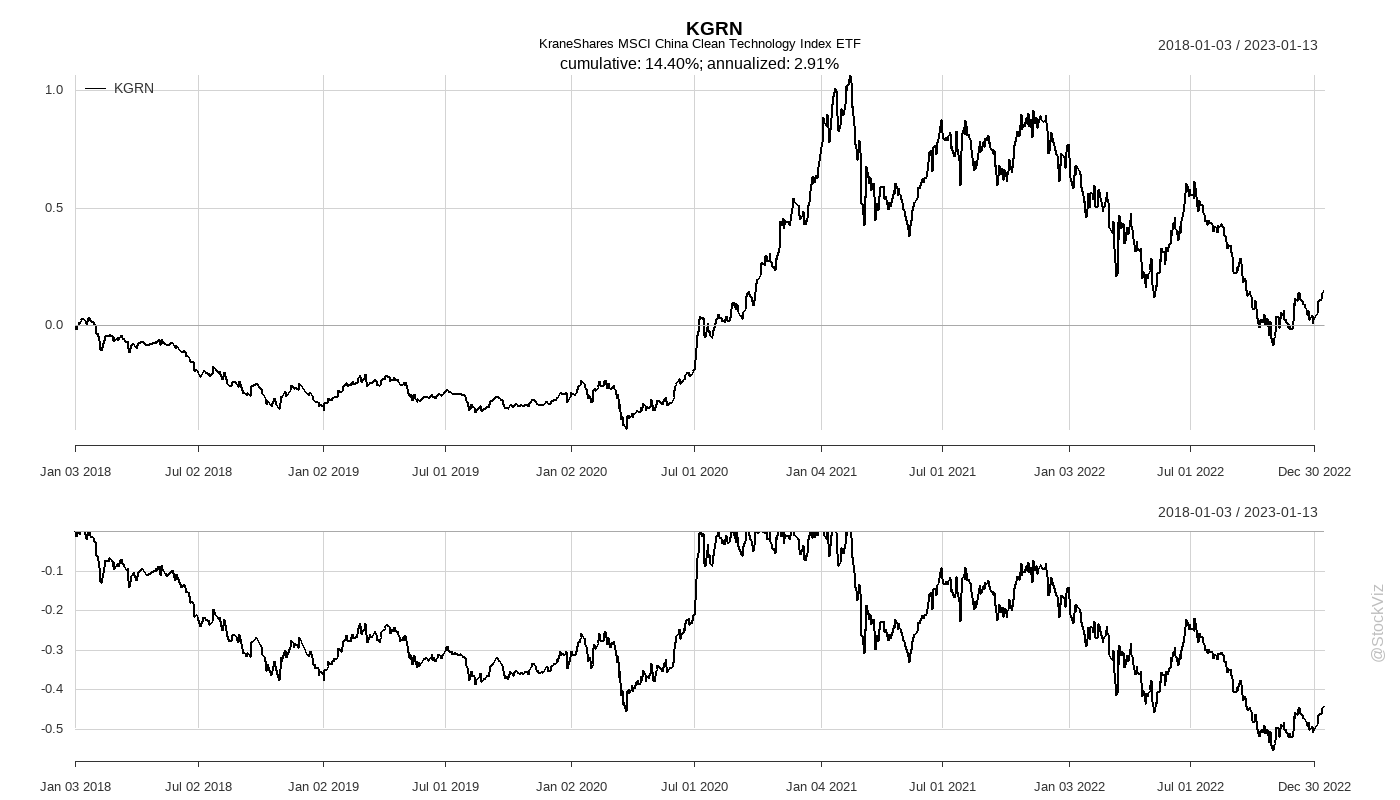 KGRN
KraneShares MSCI China Clean Technology Index ETF
2018-01-03 / 2023-01-13
cumulative: 14.40%; annualized: 2.91%
KGRN
1.0
0.5
0.0
Jan 03 2018 Jul 02 2018 Jan 02 2019 Jul 01 2019 Jan 02 2020 Jul 01 2020 Jan 04 2021 Jul 01 2021 Jan 03 2022 Jul 01 2022 Dec 30 2022
2018-01-03 / 2023-01-13
-0.1
-0.2
-0.3
-0.4
-0.5
Jan 03 2018 Jul 02 2018 Jan 02 2019 Jul 01 2019 Jan 02 2020 Jul 01 2020 Jan 04 2021 Jul 01 2021 Jan 03 2022 Jul 01 2022 Dec 30 2022
@StockViz